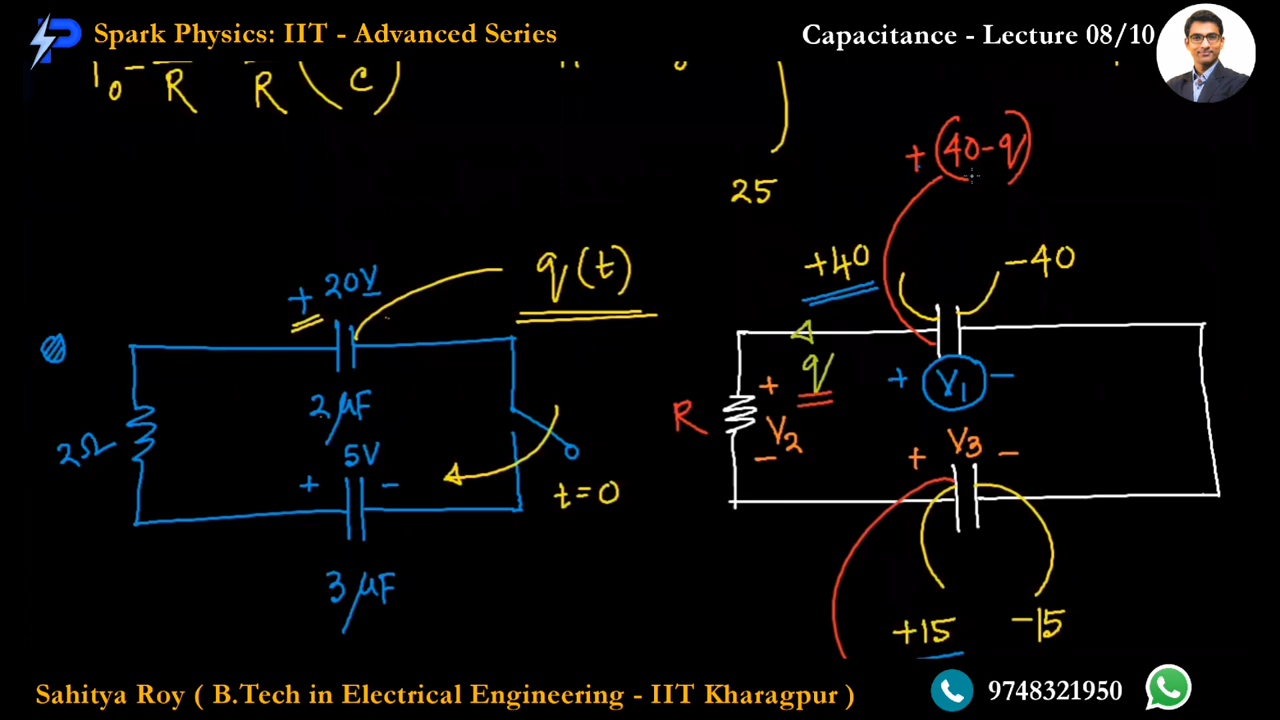 Spark Physics: IIT - Advanced Series
Capacitance - Lecture 08/10
R R ( C )
25
+ (40-q)
+40
-40
+ 20V
q(t)
2μF
2Ω
5V
+ -
t=0
3μF
q
+ V1 -
R
+ V2 -
+ V3 -
+15
-15
Sahitya Roy ( B.Tech in Electrical Engineering - IIT Kharagpur )
9748321950